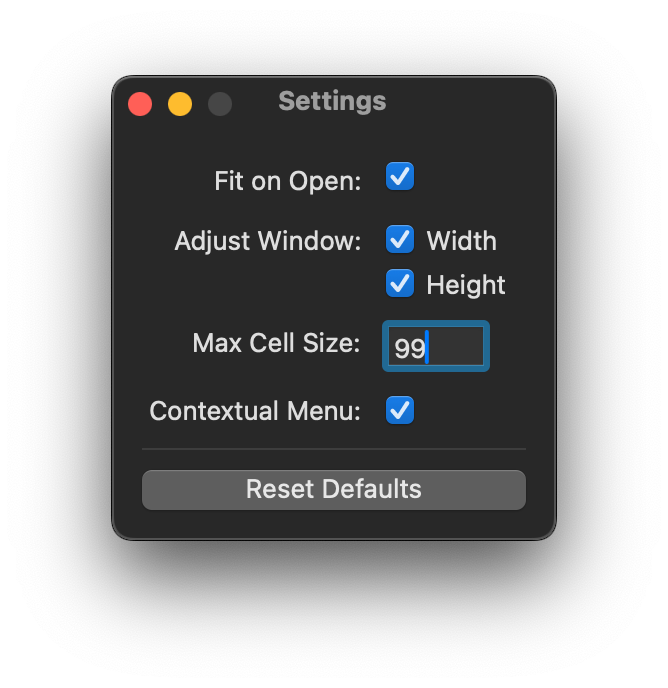 Settings
Fit on Open:
Adjust Window: Width
Height
Max Cell Size: 99
Contextual Menu:
Reset Defaults